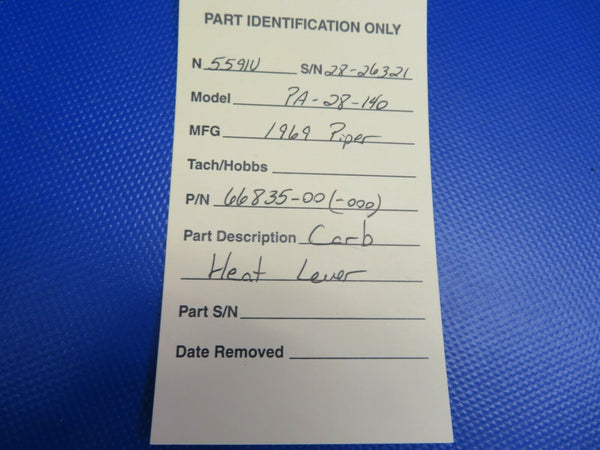 PART IDENTIFICATION ONLY
N 5591U S/N 28-26321
Model PA-28-140
MFG 1969 Piper
Tach/Hobbs
P/N 66835-00 (-000)
Part Description Carb
Heat Lever
Part S/N
Date Removed